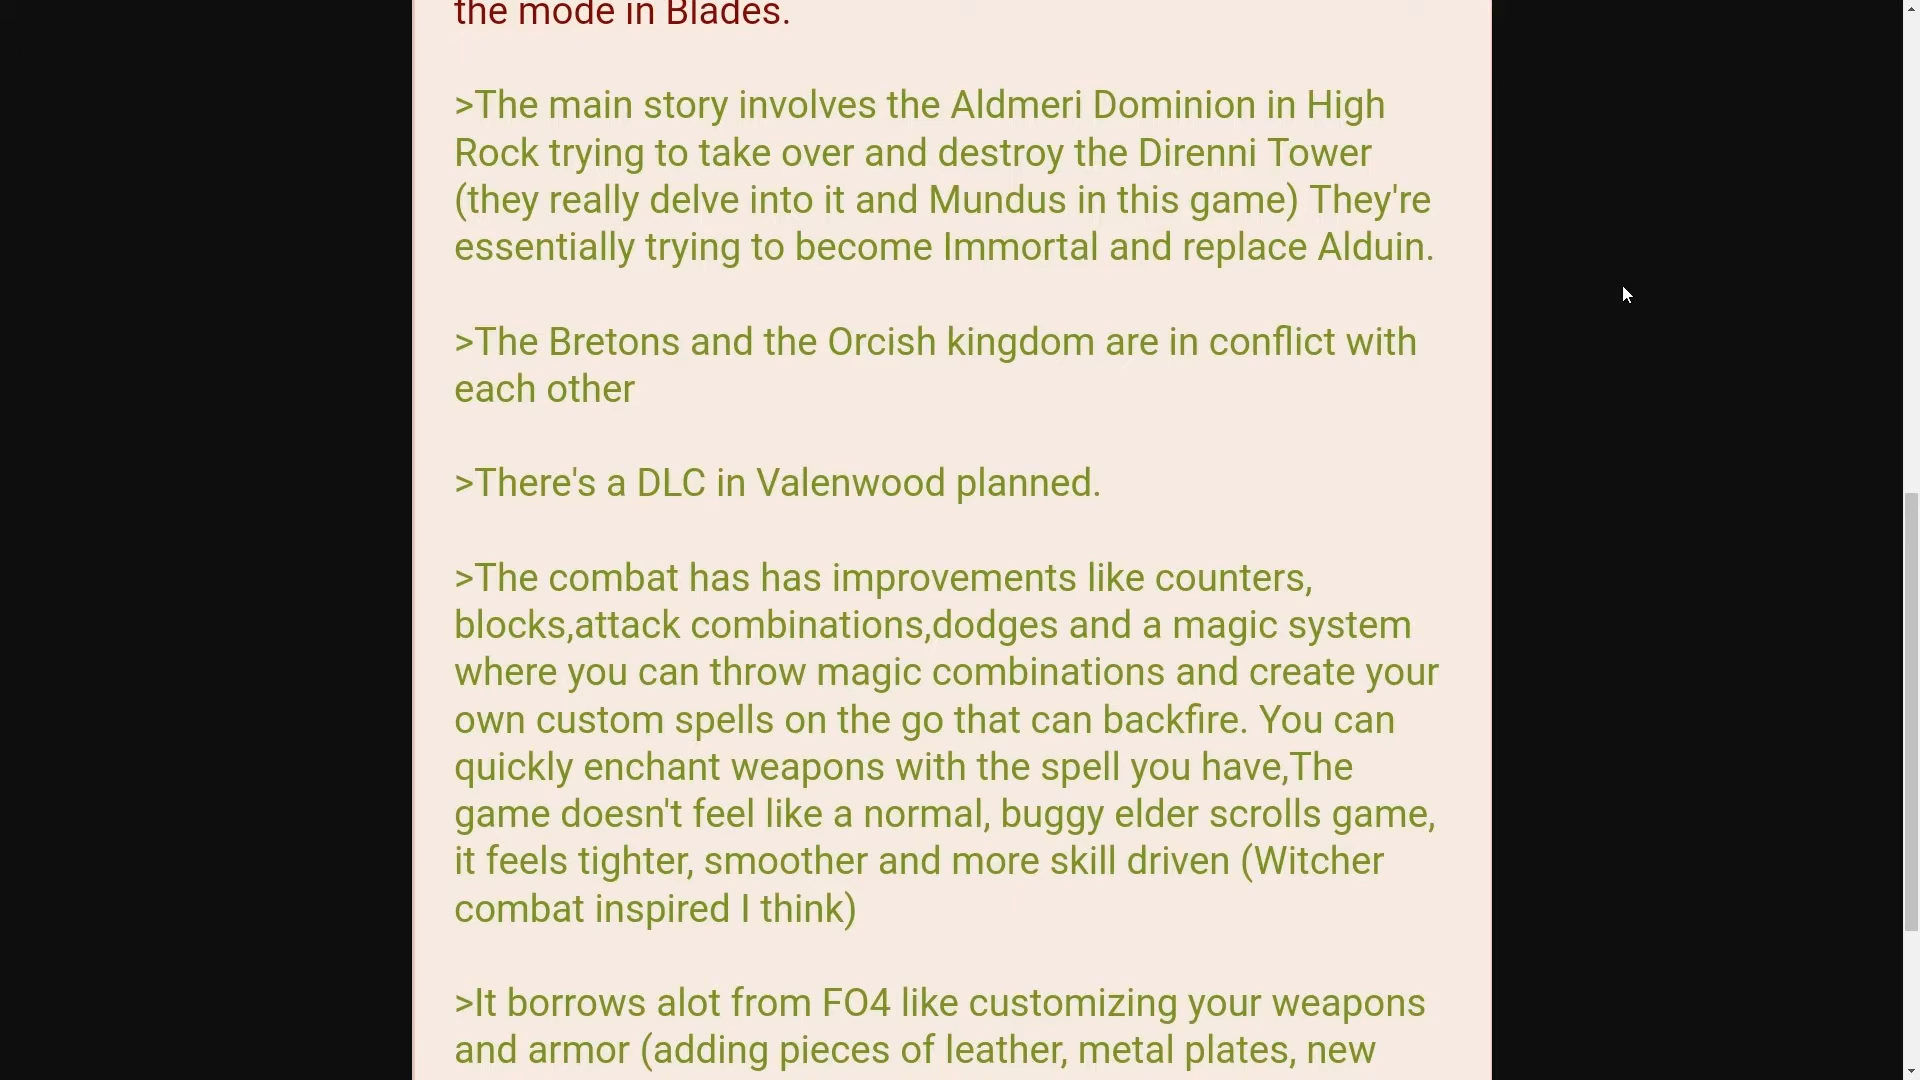 the mode in Blades.
>The main story involves the Aldmeri Dominion in High
Rock trying to take over and destroy the Direnni Tower
(they really delve into it and Mundus in this game) They're
essentially trying to become Immortal and replace Alduin.
>The Bretons and the Orcish kingdom are in conflict with
each other
>There's a DLC in Valenwood planned.
>The combat has has improvements like counters,
blocks,attack combinations,dodges and a magic system
where you can throw magic combinations and create your
own custom spells on the go that can backfire. You can
quickly enchant weapons with the spell you have,The
game doesn't feel like a normal, buggy elder scrolls game,
it feels tighter, smoother and more skill driven (Witcher
combat inspired I think)
>It borrows alot from FO4 like customizing your weapons
and armor (adding pieces of leather, metal plates, new